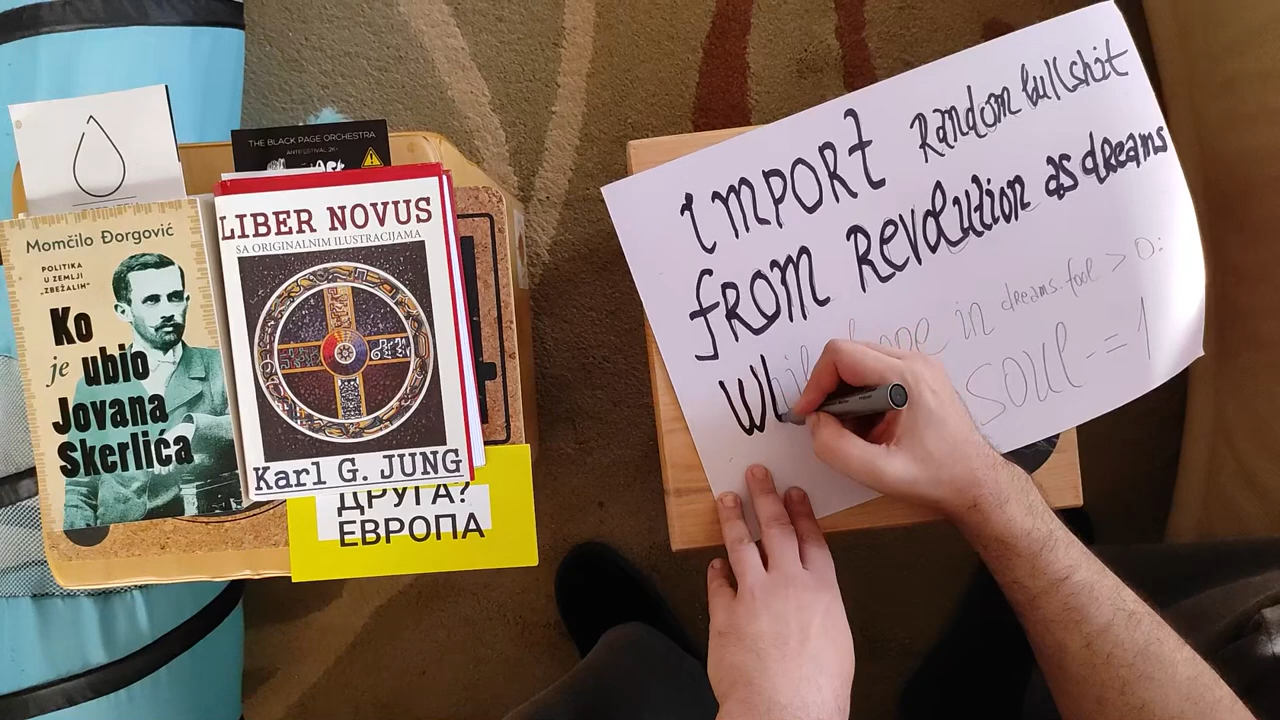 THE BLACK PAGE ORCHESTRA
Momčilo Đorgović
POLITIKA
U ZEMLJI
„ZBEŽALIH”
Ko
je ubio
Jovana
Skerlića
LIBER NOVUS
SA ORIGINALNIM ILUSTRACIJAMA
Karl G. JUNG
ДРУГА?
ЕВРОПА
IMPORT Random bullshit
from Revolution as dreams
While in dreams.fool > 0:
soul -= 1